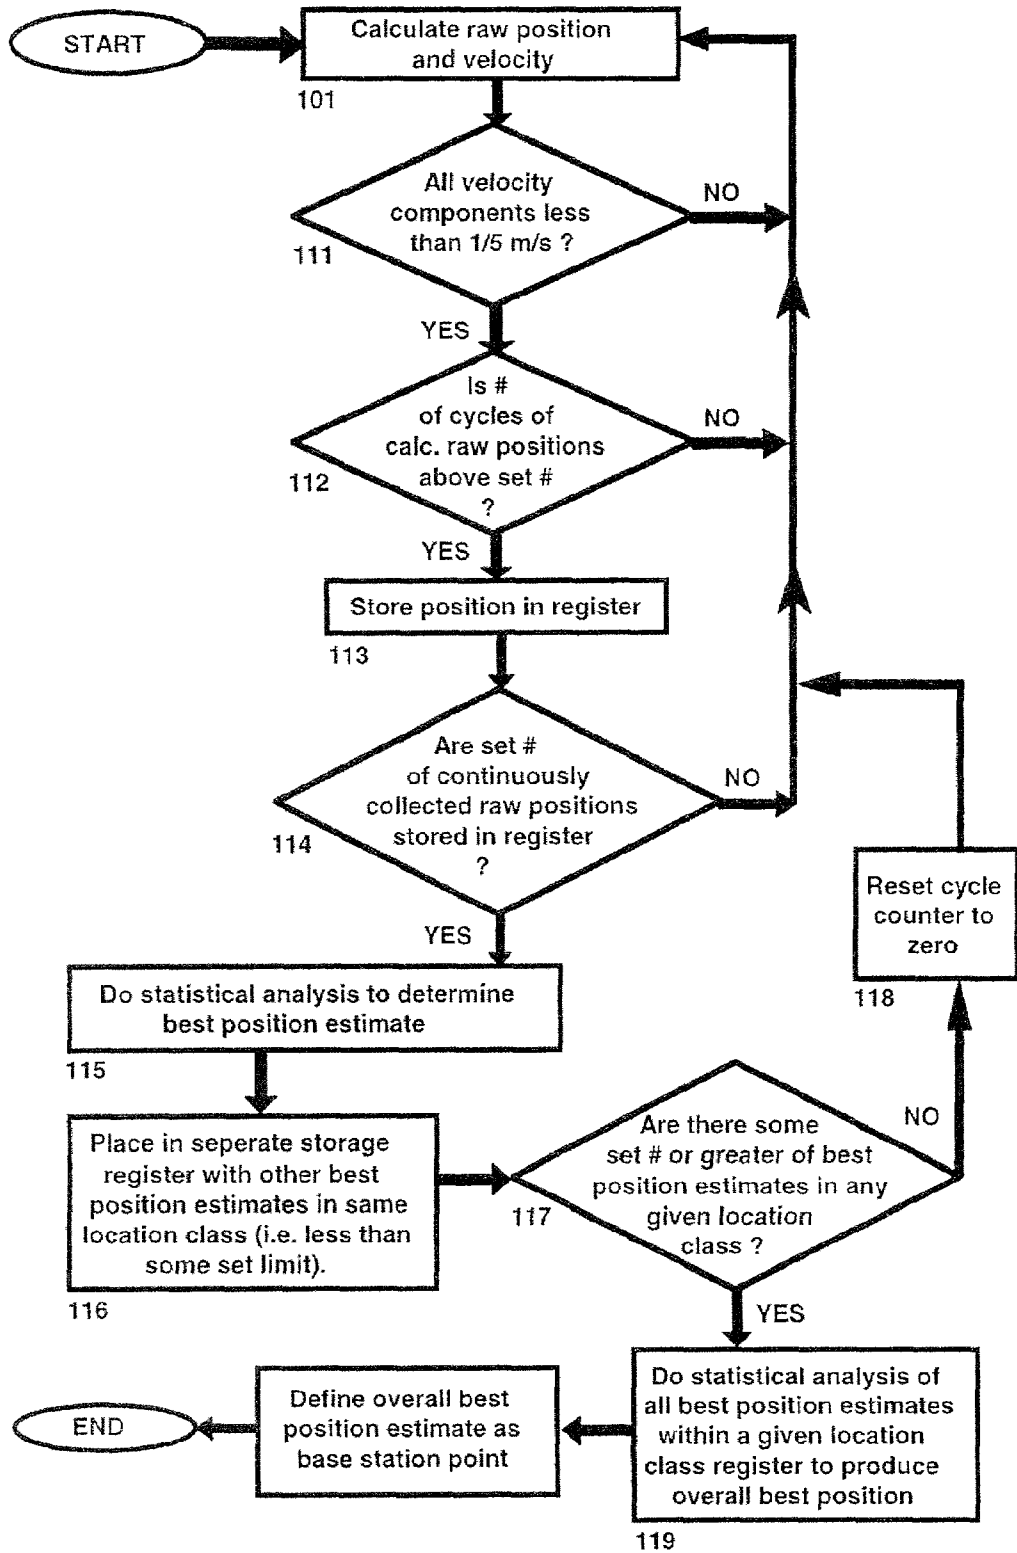 START
Calculate raw position
and velocity
101
All velocity
components less
than 1/5 m/s ?
NO
111
YES
Is #
of cycles of
calc. raw positions
above set #
?
NO
112
YES
Store position in register
113
Are set #
of continuously
collected raw positions
stored in register
?
NO
114
YES
Reset cycle
counter to
zero
118
Do statistical analysis to determine
best position estimate
115
Place in seperate storage
register with other best
position estimates in same
location class (i.e. less than
some set limit).
116
Are there some
set # or greater of best
position estimates in any
given location
class ?
NO
117
YES
Do statistical analysis of
all best position estimates
within a given location
class register to produce
overall best position
119
Define overall best
position estimate as
base station point
END